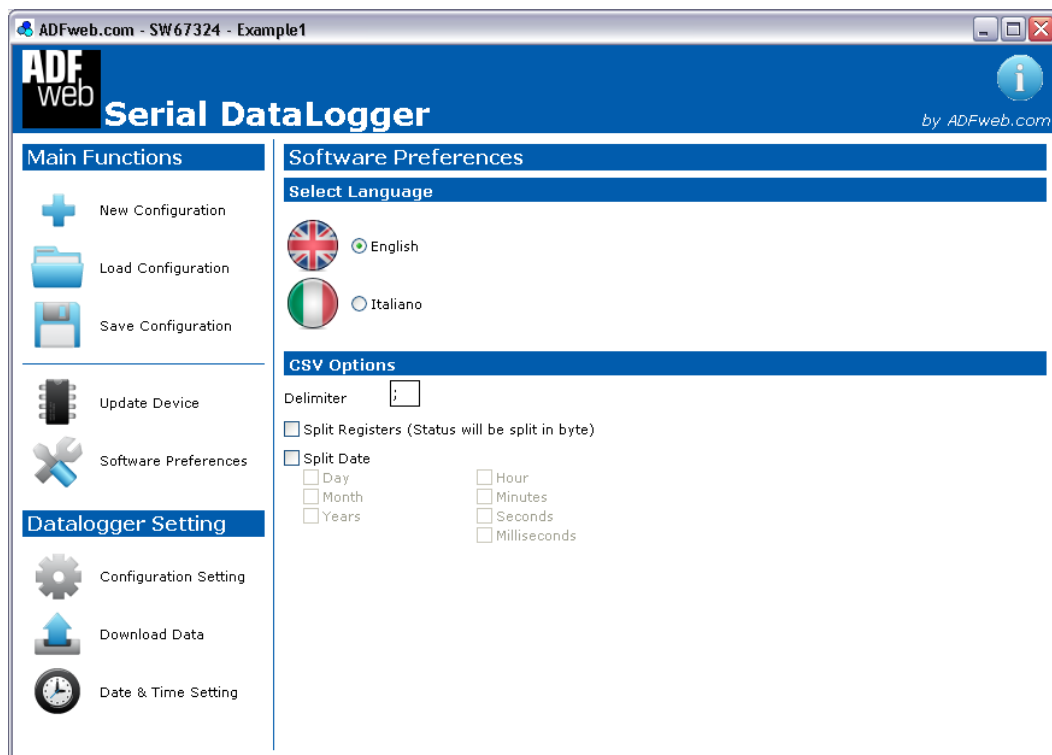 ADFweb.com - SW67324 - Example1
ADF
web
Serial DataLogger
i
by ADFweb.com
Main Functions
New Configuration
Load Configuration
Save Configuration
Update Device
Software Preferences
Datalogger Setting
Configuration Setting
Download Data
Date & Time Setting
Software Preferences
Select Language
English
Italiano
CSV Options
Delimiter ;
Split Registers (Status will be split in byte)
Split Date
Day
Month
Years
Hour
Minutes
Seconds
Milliseconds